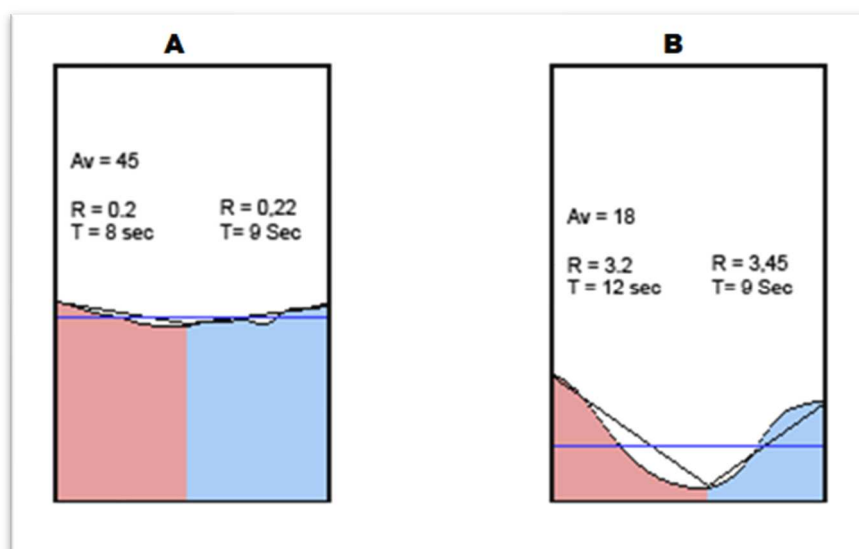 A
B
Av = 45
R = 0.2
T = 8 sec
R = 0,22
T= 9 Sec
Av = 18
R = 3.2
T = 12 sec
R = 3,45
T= 9 Sec